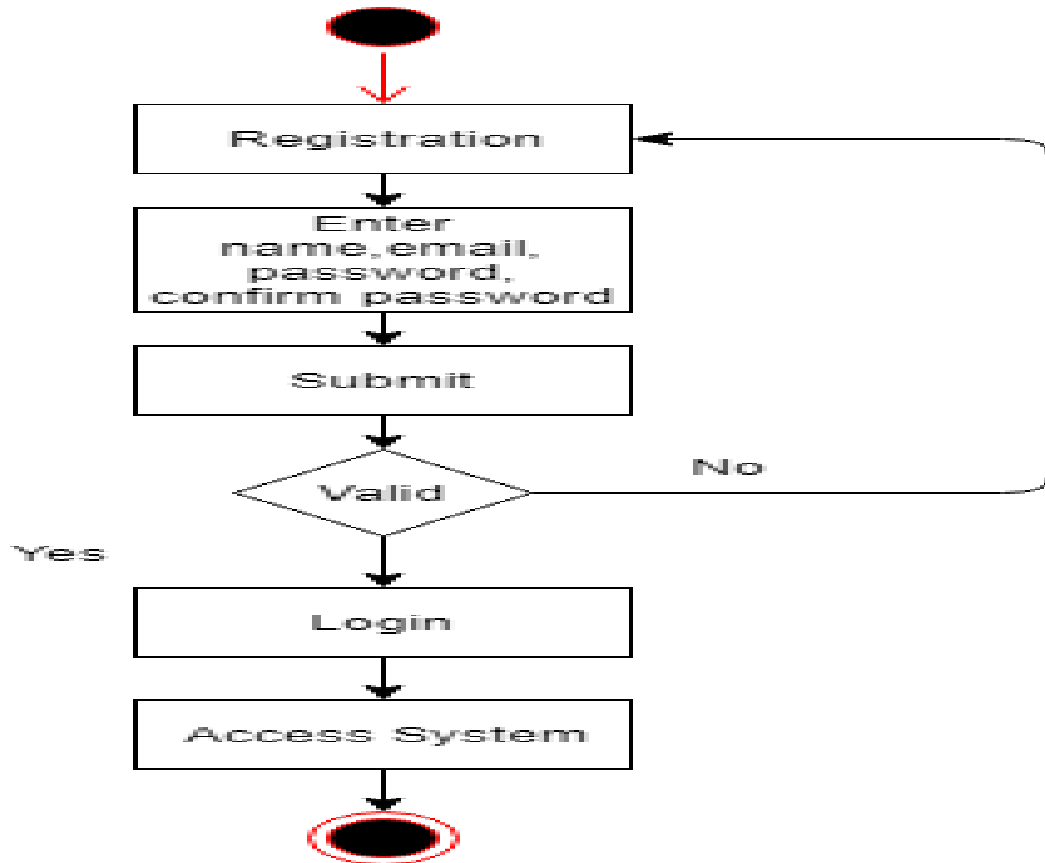 Registration
Enter
name,email,
password,
confirm password
Submit
Valid
No
Yes
Login
Access System